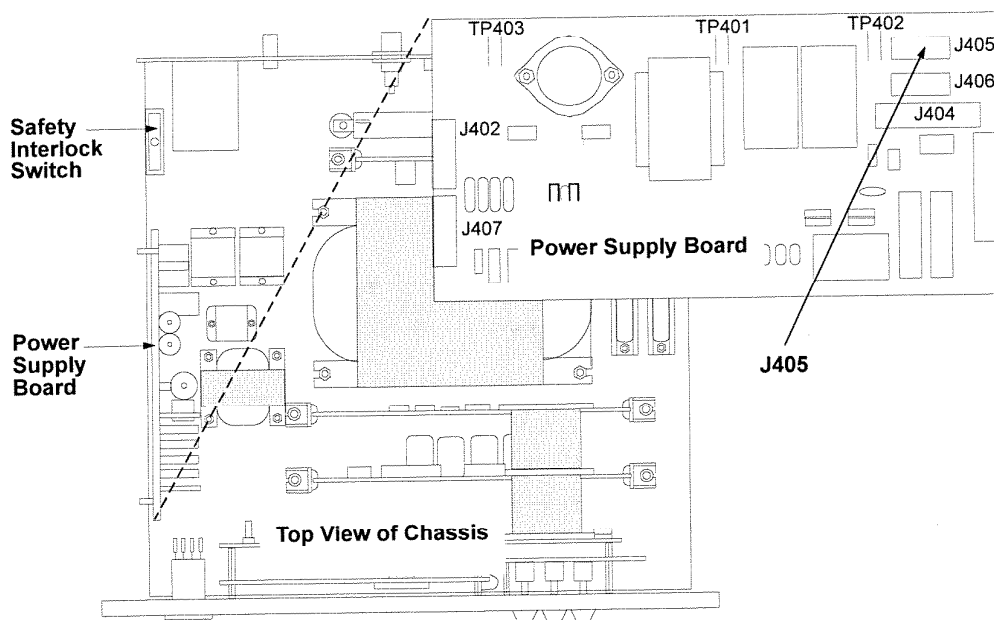 TP403
TP401
TP402
J405
J406
J404
J402
J407
Power Supply Board
J405
Safety
Interlock
Switch
Power
Supply
Board
Top View of Chassis